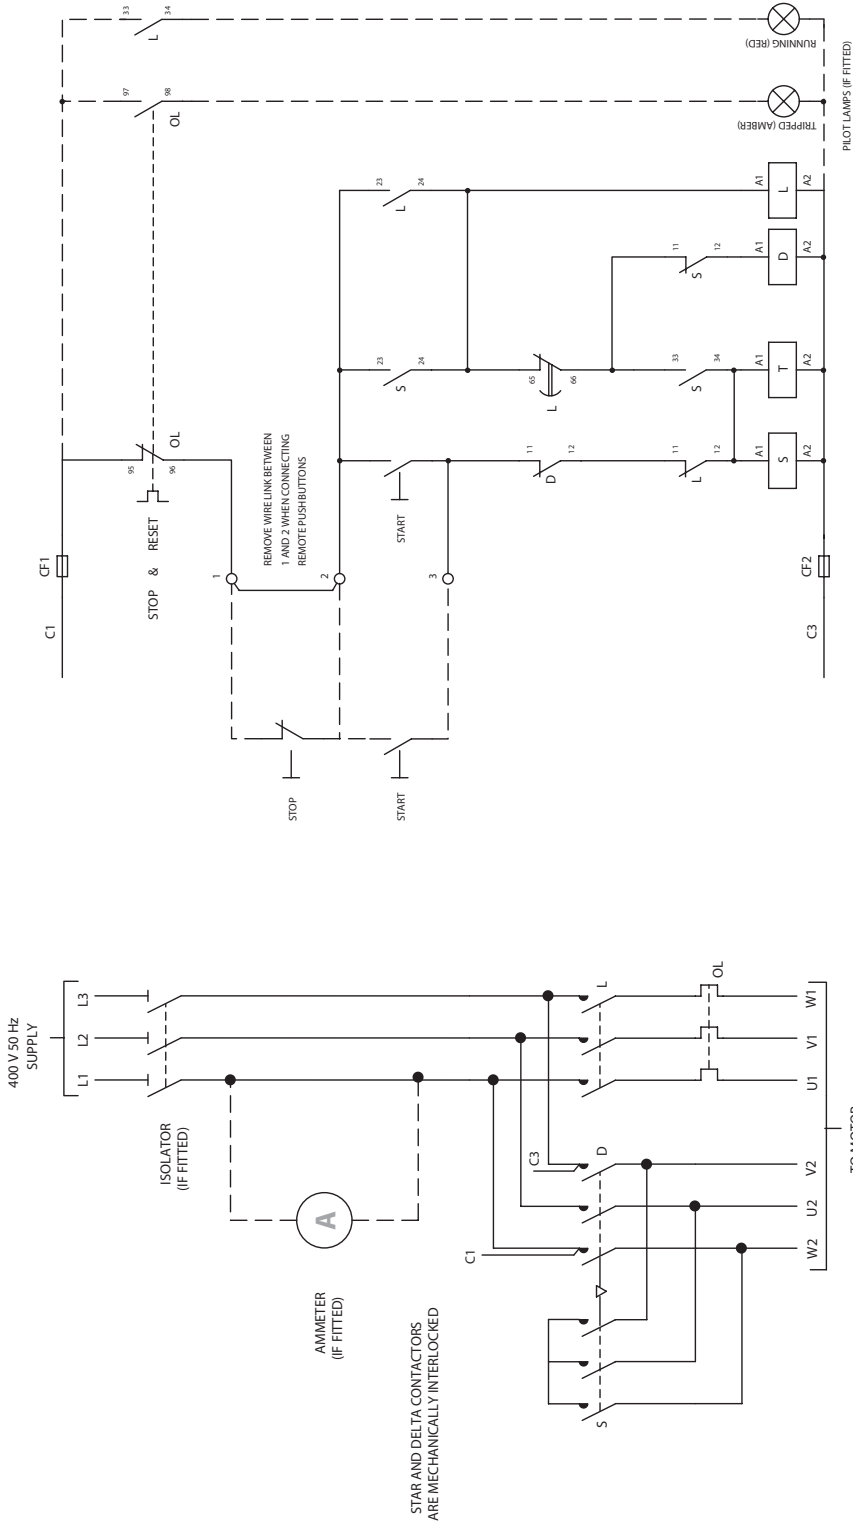 33
34
L
RUNNING (RED)
97
98
OL
TRIPPED (AMBER)
PILOT LAMPS (IF FITTED)
23
24
L
A1
L
A2
11
12
S
A1
D
A2
23
24
S
65
66
L
33
34
S
A1
T
A2
CF1
C1
95
96
OL
STOP & RESET
REMOVE WIRE LINK BETWEEN
1 AND 2 WHEN CONNECTING
REMOTE PUSHBUTTONS
START
11
12
D
11
12
L
A1
S
A2
1
2
3
CF2
C3
STOP
START
400 V 50 Hz
SUPPLY
L3
L2
L1
ISOLATOR
(IF FITTED)
A
AMMETER
(IF FITTED)
STAR AND DELTA CONTACTORS
ARE MECHANICALLY INTERLOCKED
C1
C3
L
D
S
OL
W1
V1
U1
V2
U2
W2
TO MOTOR